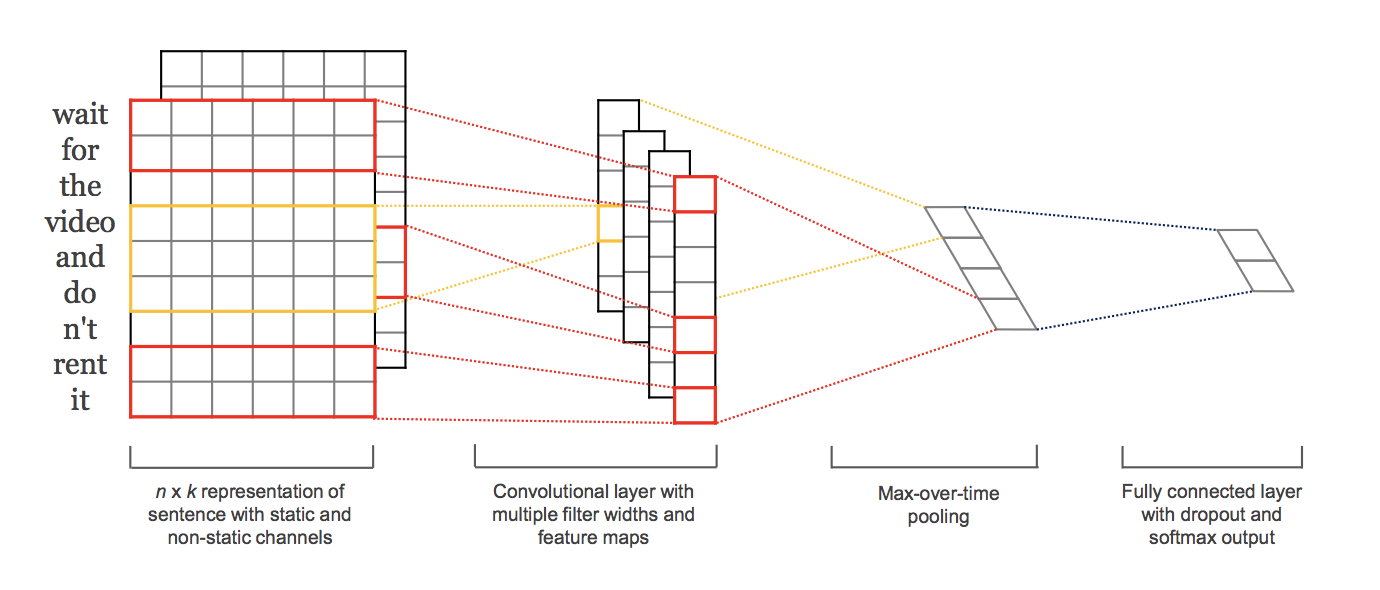 wait
for
the
video
and
do
n't
rent
it
n x k representation of
sentence with static and
non-static channels
Convolutional layer with
multiple filter widths and
feature maps
Max-over-time
pooling
Fully connected layer
with dropout and
softmax output